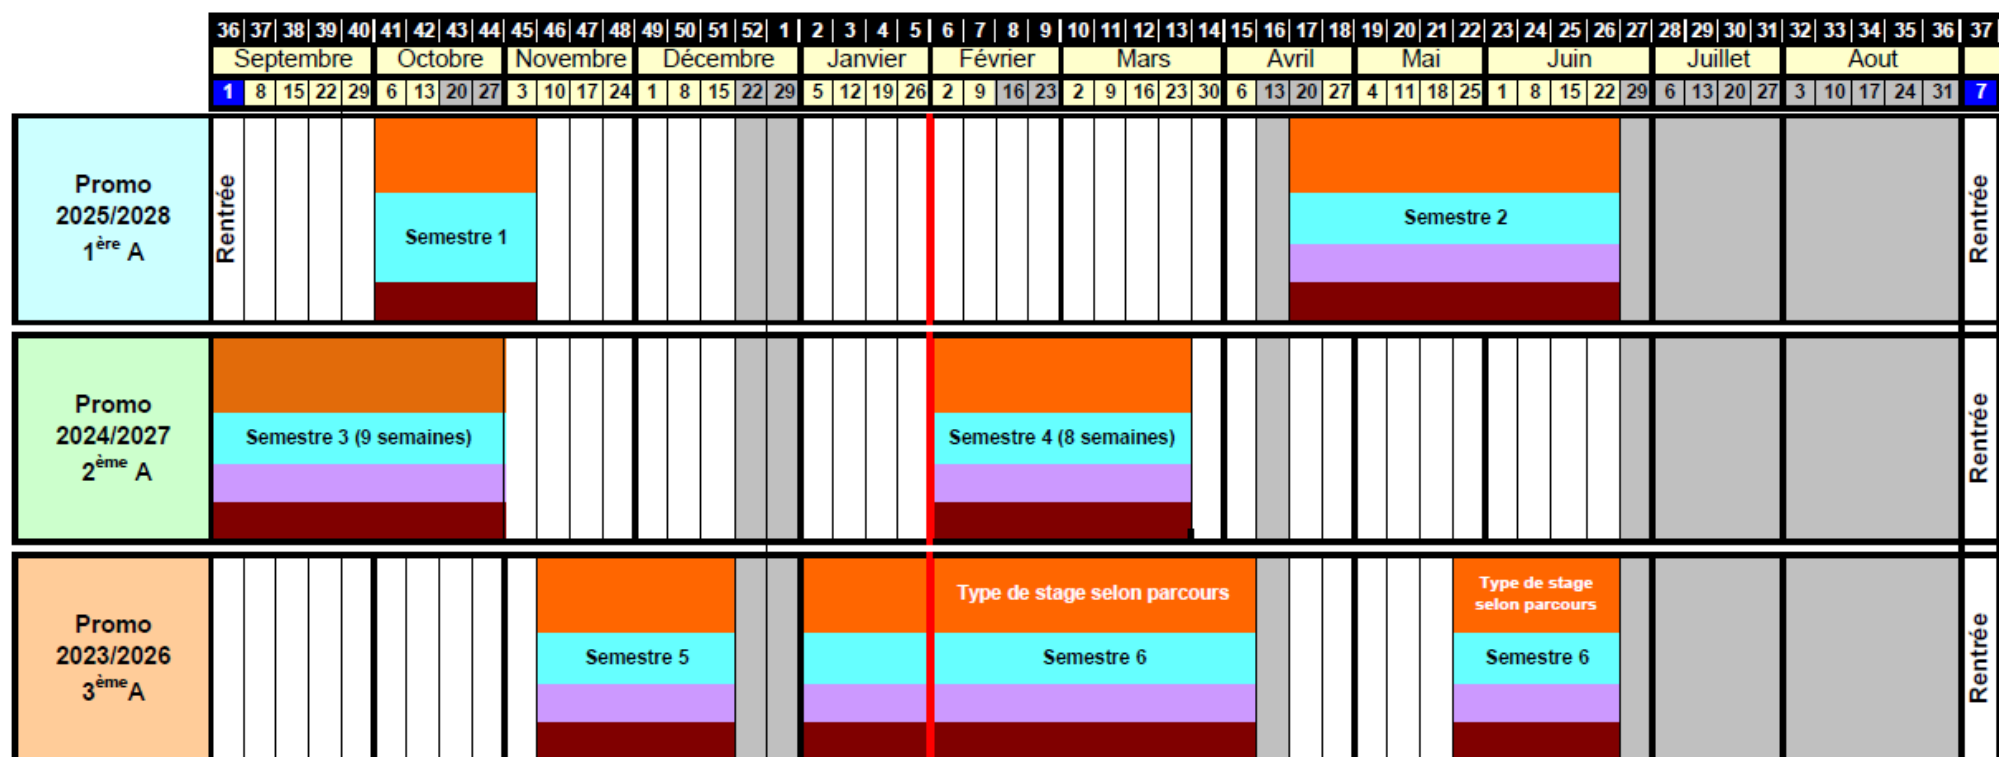 36 37 38 39 40 41 42 43 44 45 46 47 48 49 50 51 52 1 2 3 4 5 6 7 8 9 10 11 12 13 14 15 16 17 18 19 20 21 22 23 24 25 26 27 28 29 30 31 32 33 34 35 36 37
Septembre Octobre Novembre Décembre Janvier Février Mars Avril Mai Juin Juillet Aout
1 8 15 22 29 6 13 20 27 3 10 17 24 1 8 15 22 29 5 12 19 26 2 9 16 23 2 9 16 23 30 6 13 20 27 4 11 18 25 1 8 15 22 29 6 13 20 27 3 10 17 24 31 7
Promo
2025/2028
1ère A
Rentrée
Semestre 1
Semestre 2
Rentrée
Promo
2024/2027
2ème A
Semestre 3 (9 semaines)
Semestre 4 (8 semaines)
Rentrée
Promo
2023/2026
3ème A
Semestre 5
Type de stage selon parcours
Semestre 6
Type de stage
selon parcours
Semestre 6
Rentrée